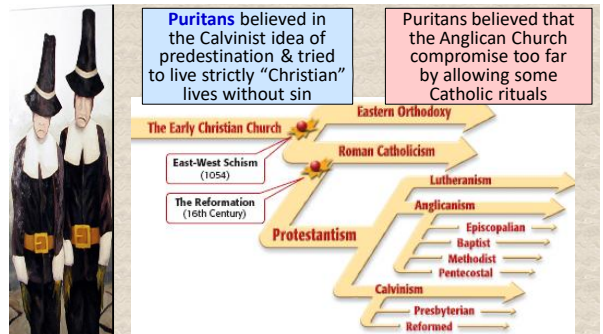 Puritans believed in
the Calvinist idea of
predestination & tried
to live strictly “Christian”
lives without sin
Puritans believed that
the Anglican Church
compromise too far
by allowing some
Catholic rituals
The Early Christian Church
Eastern Orthodoxy
East-West Schism
(1054)
Roman Catholicism
The Reformation
(16th Century)
Protestantism
Lutheranism
Anglicanism
Episcopalian
Baptist
Methodist
Pentecostal
Calvinism
Presbyterian
Reformed